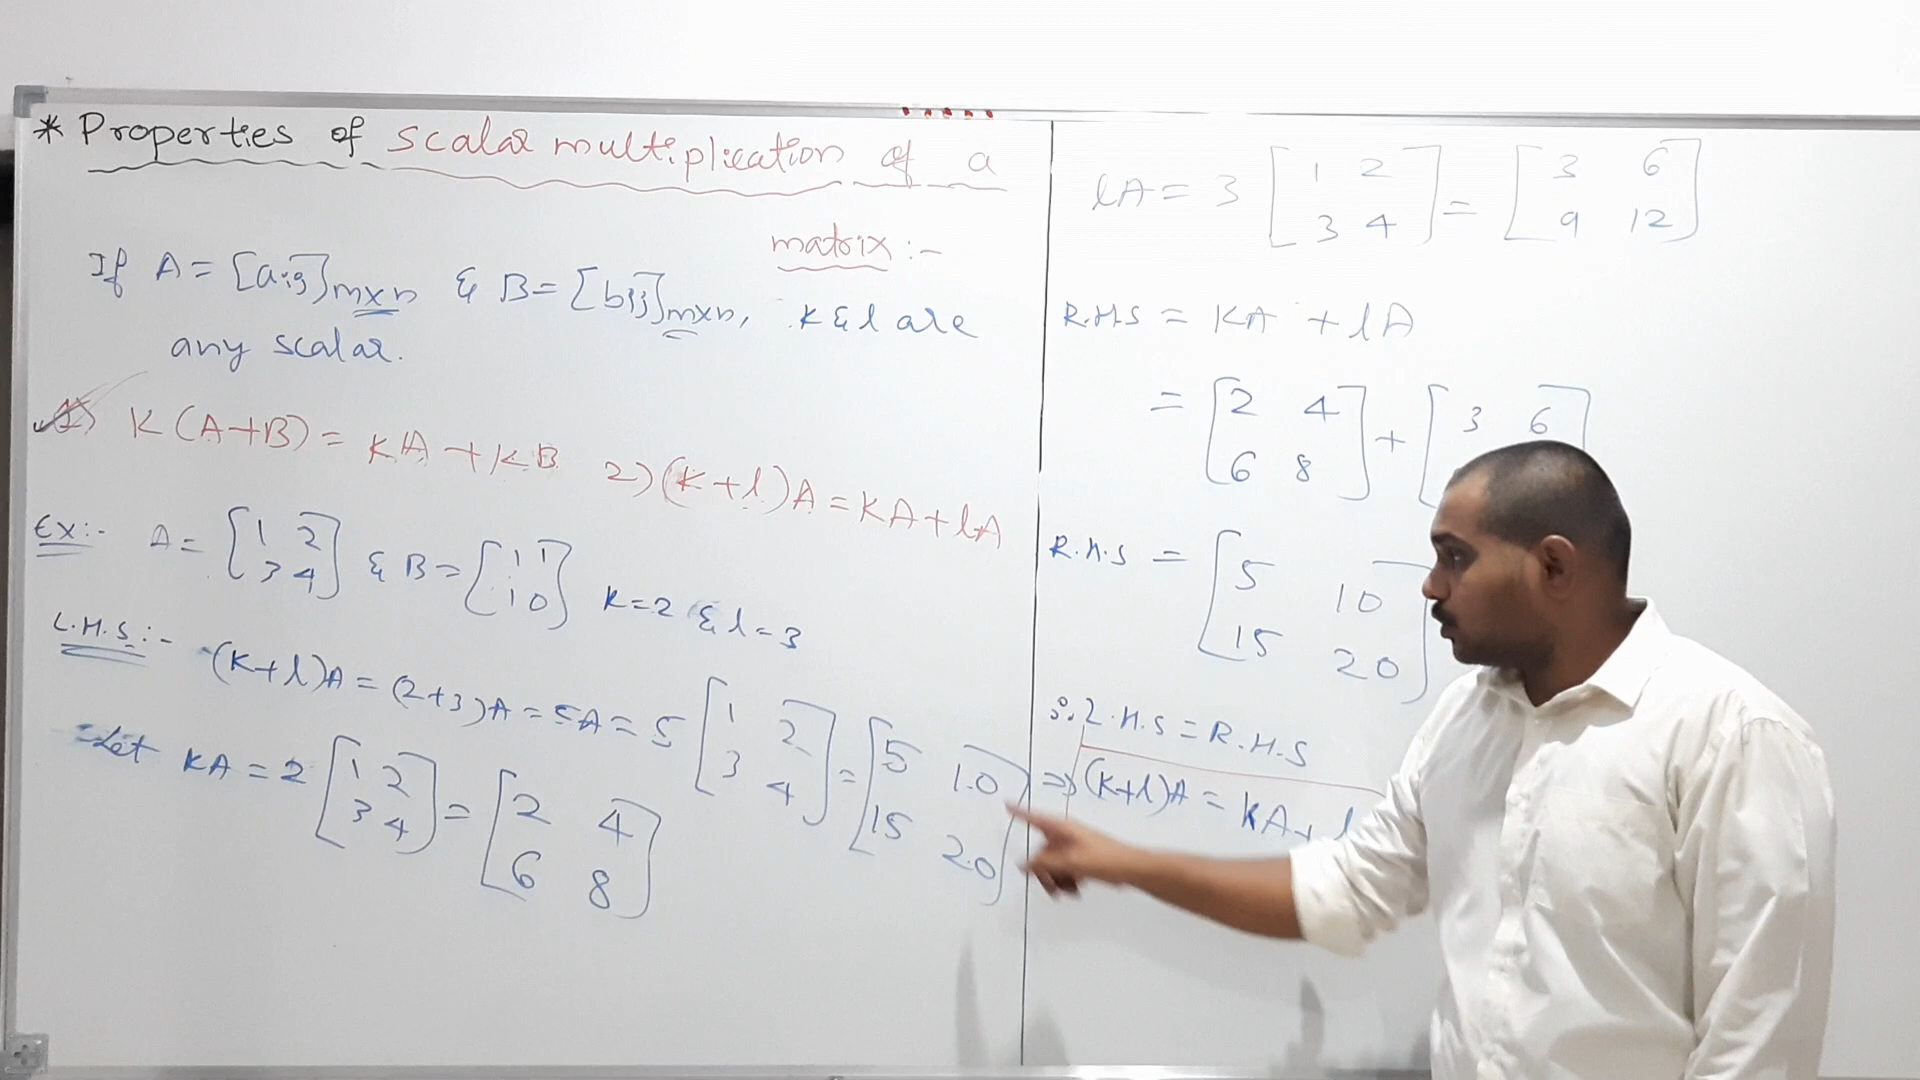 * Properties of scalar multiplication of a
matrix :-
If A = [aij]m×n & B = [bij]m×n, K & l are
any scalar.
1) K(A+B) = KA + KB 2) (K+l)A = KA + lA
Ex:- A = [1 2
3 4] & B = [1 1
1 0] K=2 & l=3
L.H.S:- (K+l)A = (2+3)A = 5A = 5 [1 2
3 4] = [5 10
15 20]
Let KA = 2 [1 2
3 4] = [2 4
6 8]
lA = 3 [1 2
3 4] = [3 6
9 12]
R.H.S = KA + lA
= [2 4
6 8] + [3 6
R.H.S = [5 10
15 20
∴ L.H.S = R.H.S
⇒ (K+l)A = KA + l